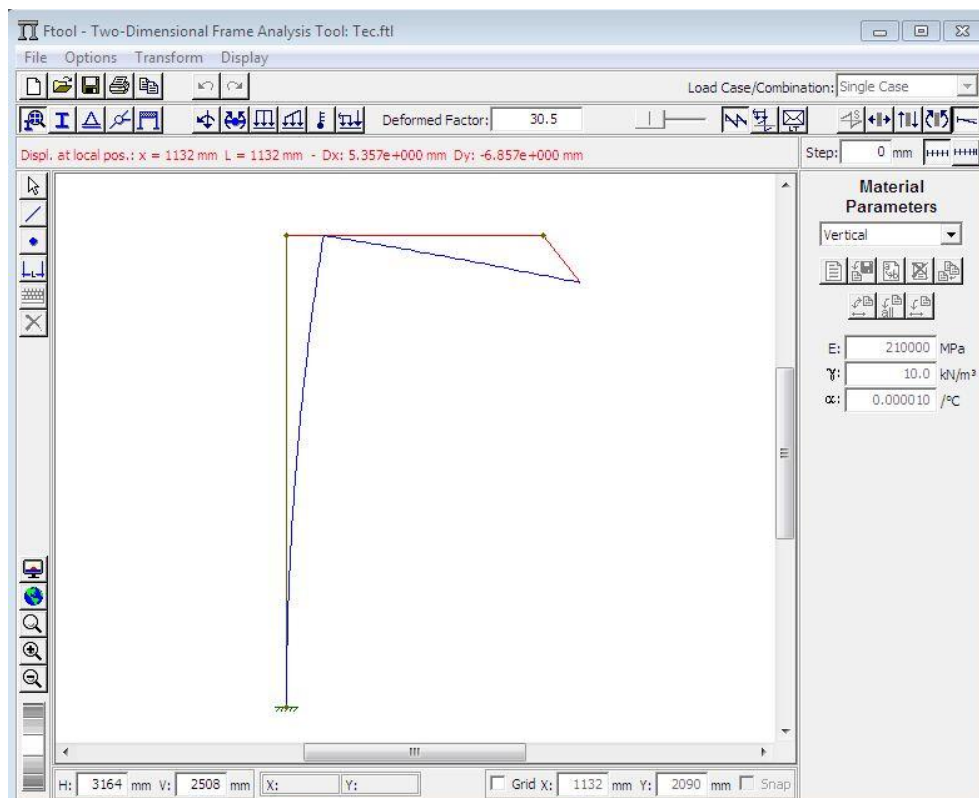 Ftool - Two-Dimensional Frame Analysis Tool: Tec.ftl
File Options Transform Display
Load Case/Combination: Single Case
Deformed Factor: 30.5
Displ. at local pos.: x = 1132 mm L = 1132 mm - Dx: 5.357e+000 mm Dy: -6.857e+000 mm
Step: 0 mm
Material
Parameters
Vertical
all
E: 210000 MPa
γ: 10.0 kN/m³
α: 0.000010 /°C
H: 3164 mm V: 2508 mm X: Y: Grid X: 1132 mm Y: 2090 mm Snap